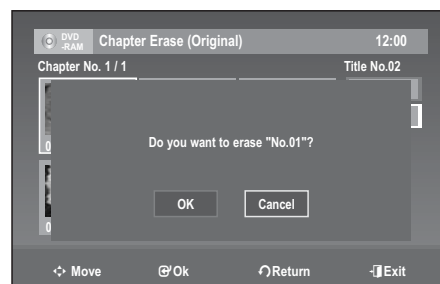 DVD
-RAM
Chapter Erase (Original)
12:00
Chapter No. 1 / 1
Title No.02
Do you want to erase "No.01"?
OK
Cancel
Move
Ok
Return
Exit